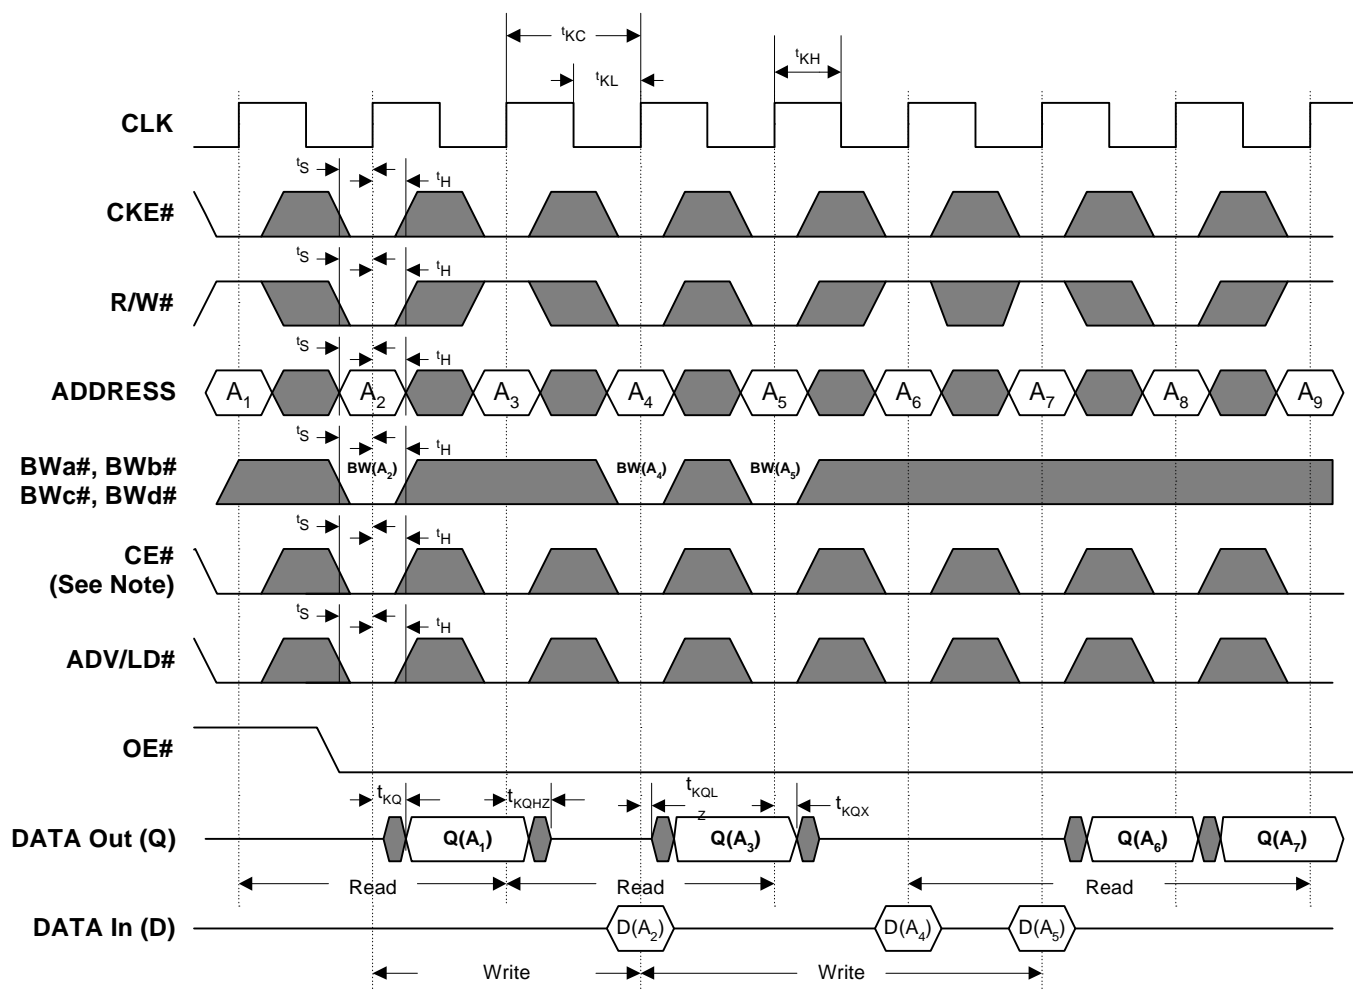 tKC
tKL
tKH
CLK
tS
tH
CKE#
tS
tH
R/W#
tS
tH
ADDRESS
A1
A2
A3
A4
A5
A6
A7
A8
A9
tS
tH
BWa#, BWb#
BWc#, BWd#
BW(A2)
BW(A4)
BW(A5)
tS
tH
CE#
(See Note)
tS
tH
ADV/LD#
OE#
tKQ
tKQHZ
tKQL
Z
tKQX
DATA Out (Q)
Q(A1)
Q(A3)
Q(A6)
Q(A7)
Read
Read
Read
DATA In (D)
D(A2)
D(A4)
D(A5)
Write
Write